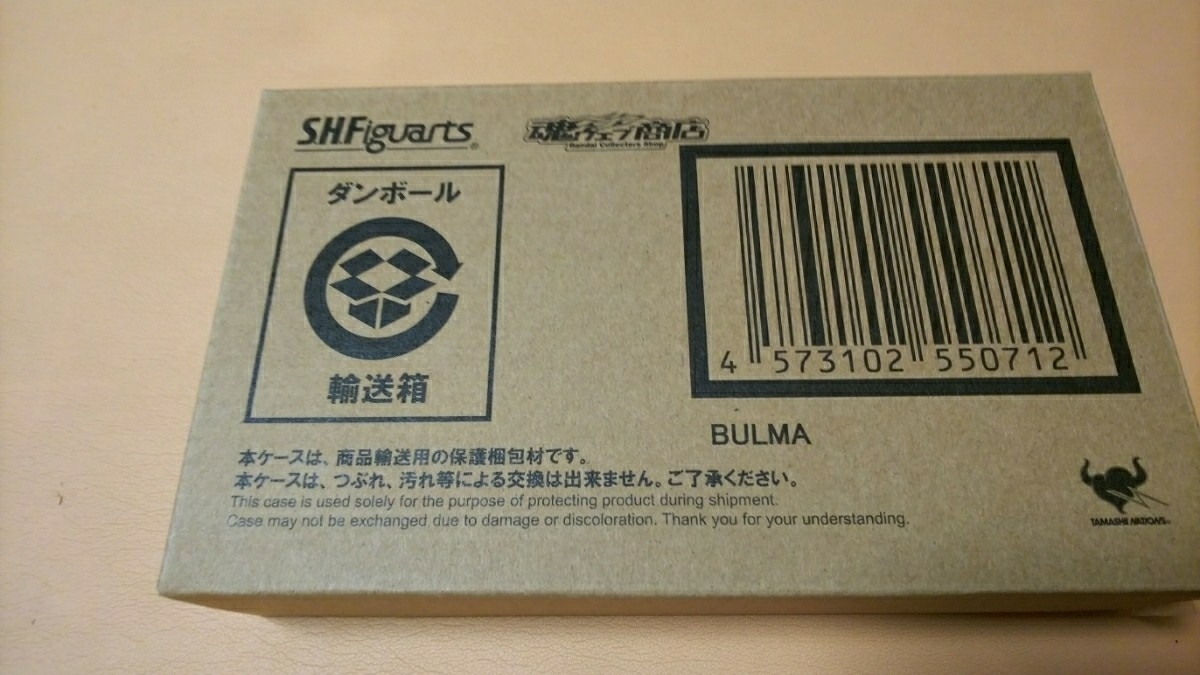 S.H.Figuarts®
魂ウェブ商店
Bandai Collectors Shop
ダンボール
輸送箱
4 573102 550712
BULMA
本ケースは、商品輸送用の保護梱包材です。
本ケースは、つぶれ、汚れ等による交換は出来ません。ご了承ください。
This case is used solely for the purpose of protecting product during shipment.
Case may not be exchanged due to damage or discoloration. Thank you for your understanding.
TAMASHII NATIONS